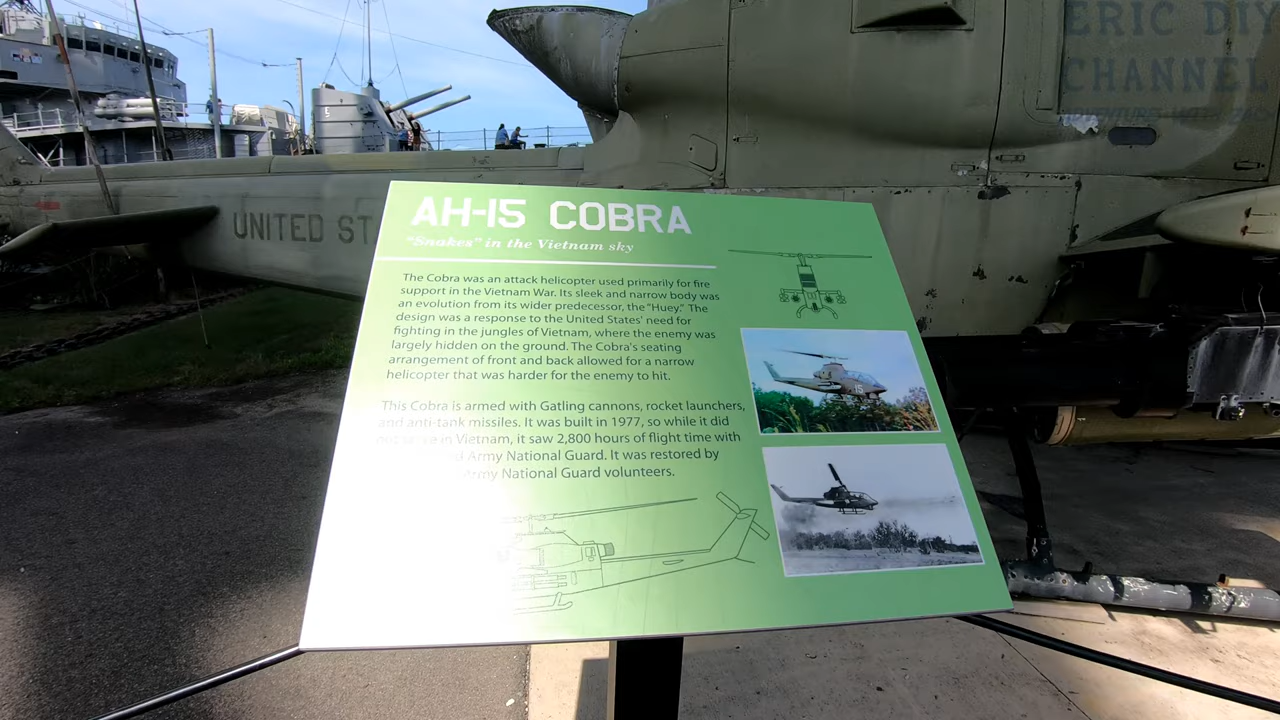 ERIC DIY
CHANNEL
UNITED ST
AH-1S COBRA
"Snakes" in the Vietnam sky
The Cobra was an attack helicopter used primarily for fire
support in the Vietnam War. Its sleek and narrow body was
an evolution from its wider predecessor, the "Huey." The
design was a response to the United States' need for
fighting in the jungles of Vietnam, where the enemy was
largely hidden on the ground. The Cobra's seating
arrangement of front and back allowed for a narrow
helicopter that was harder for the enemy to hit.
This Cobra is armed with Gatling cannons, rocket launchers,
and anti-tank missiles. It was built in 1977, so while it did
not serve in Vietnam, it saw 2,800 hours of flight time with
Army National Guard. It was restored by
Army National Guard volunteers.
15